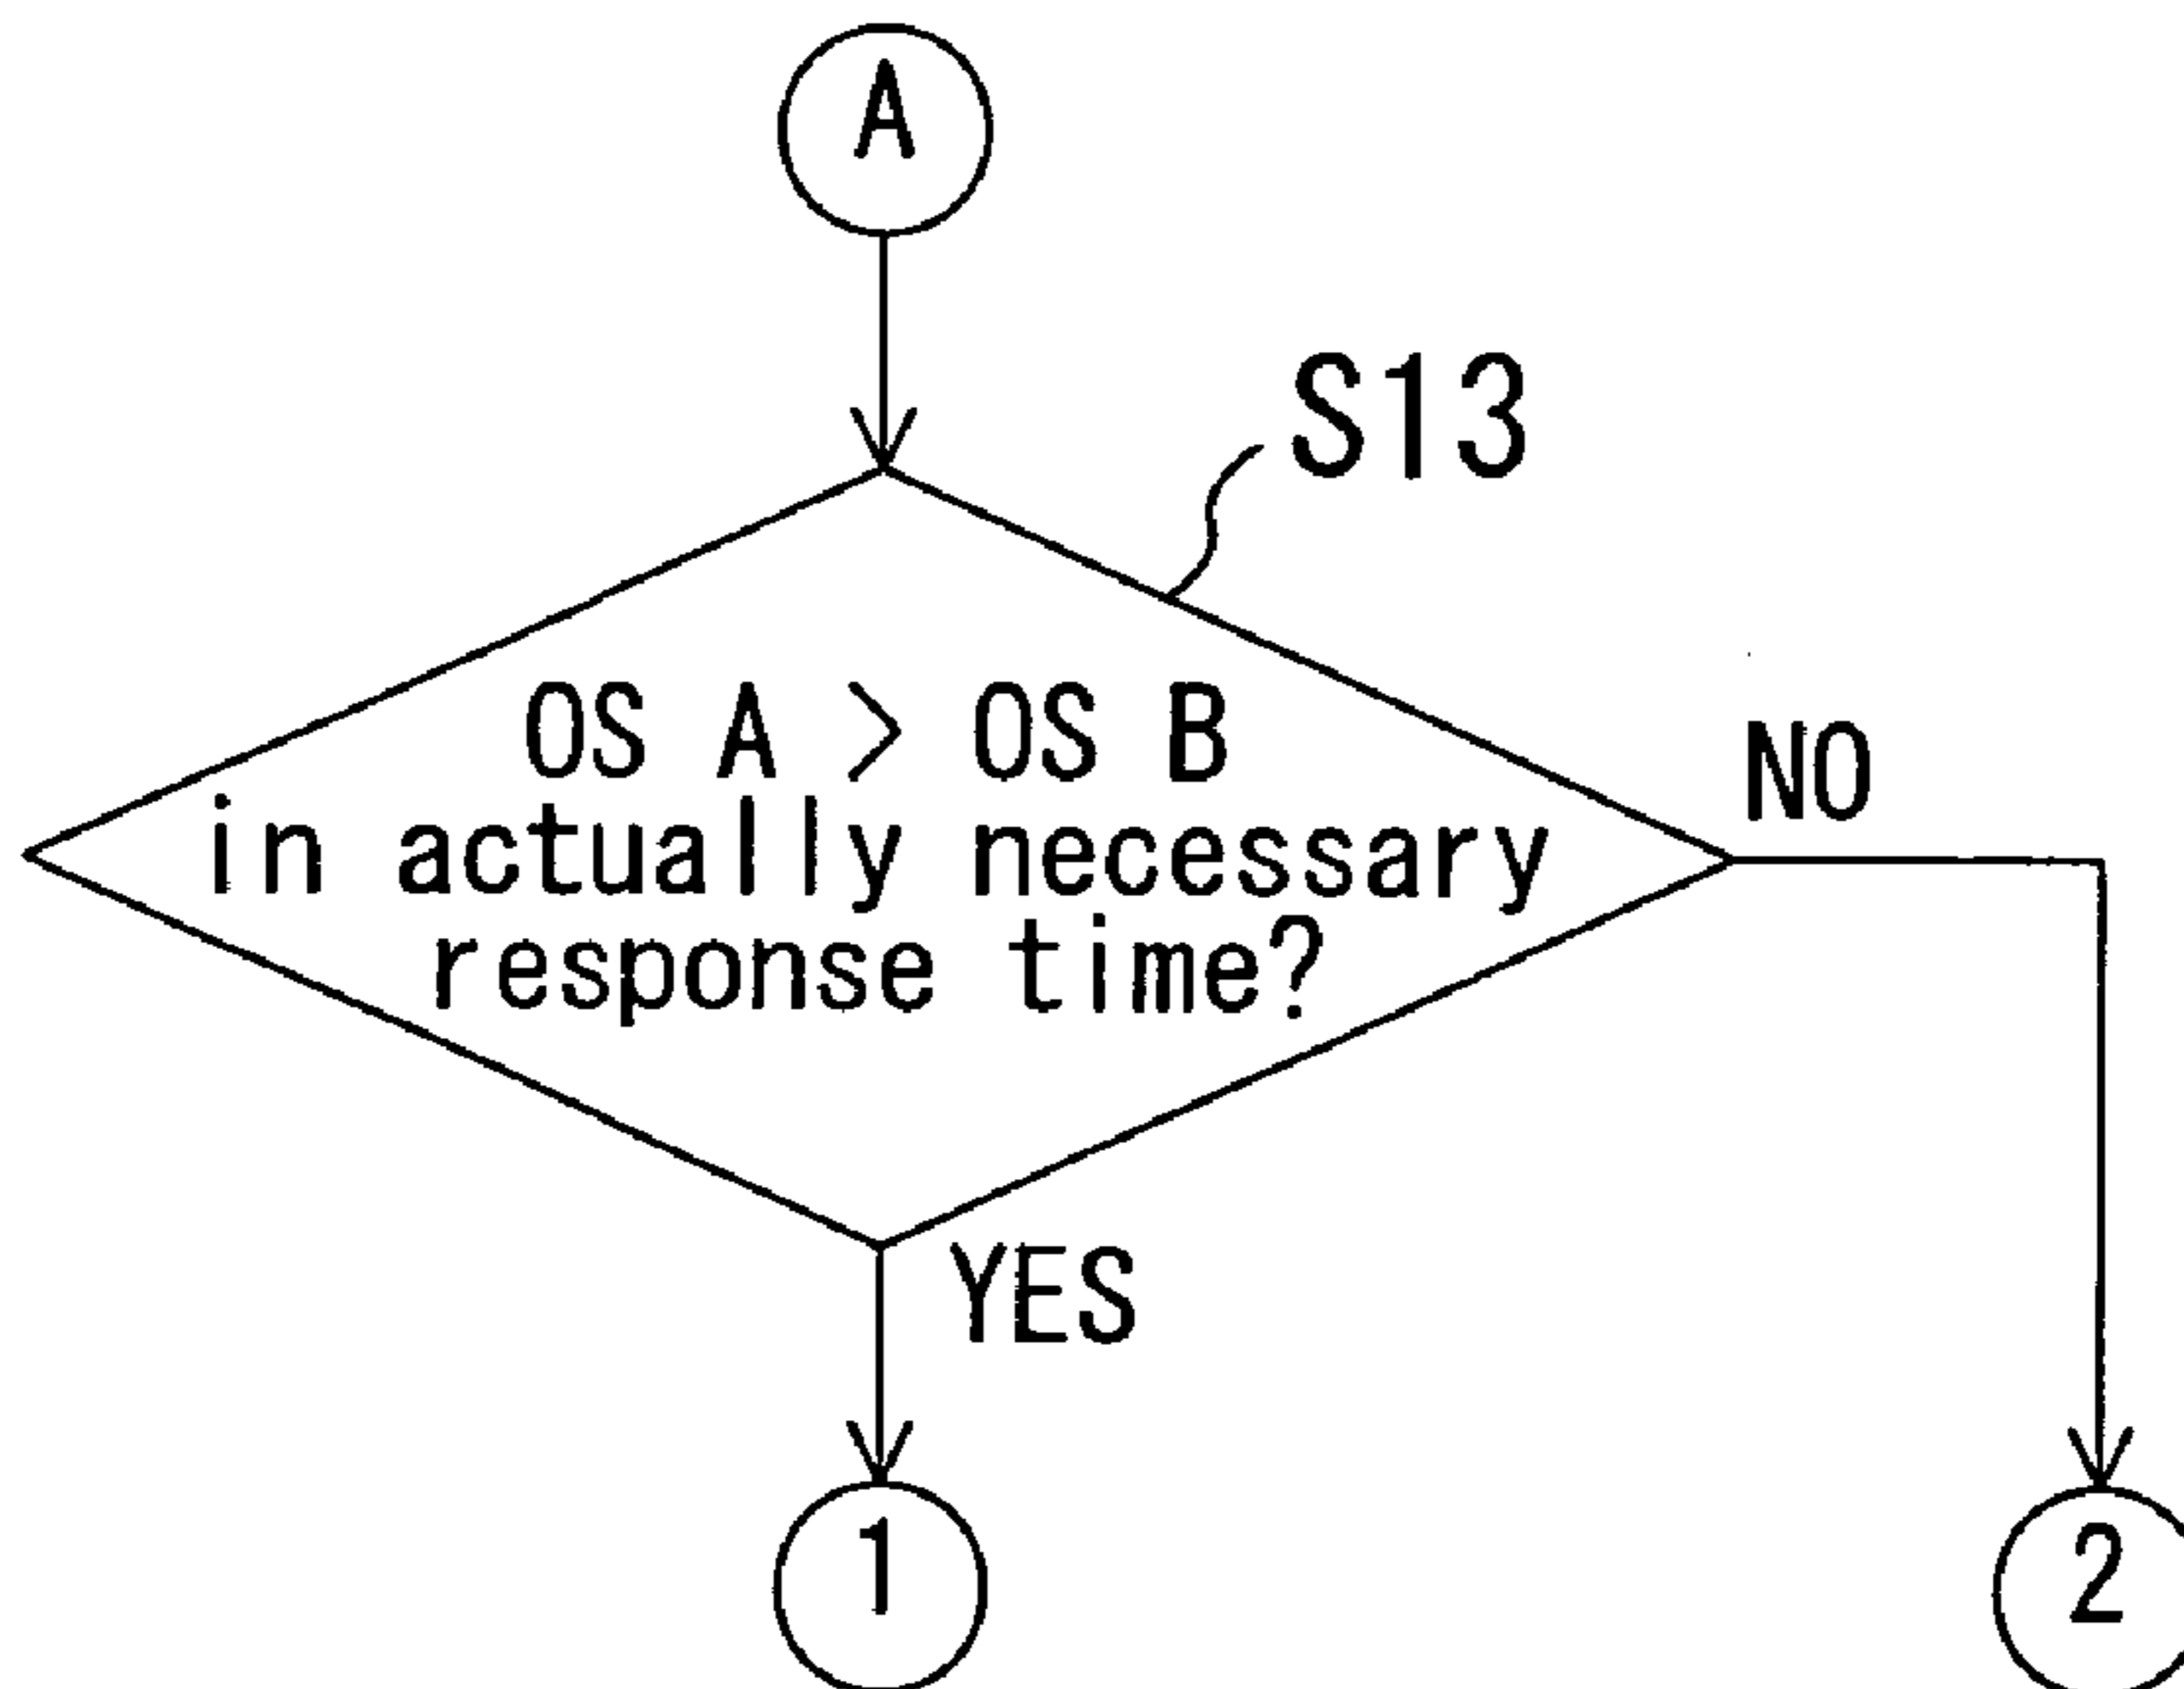 A
S13
OS A > OS B
in actually necessary
response time?
NO
YES
1
2